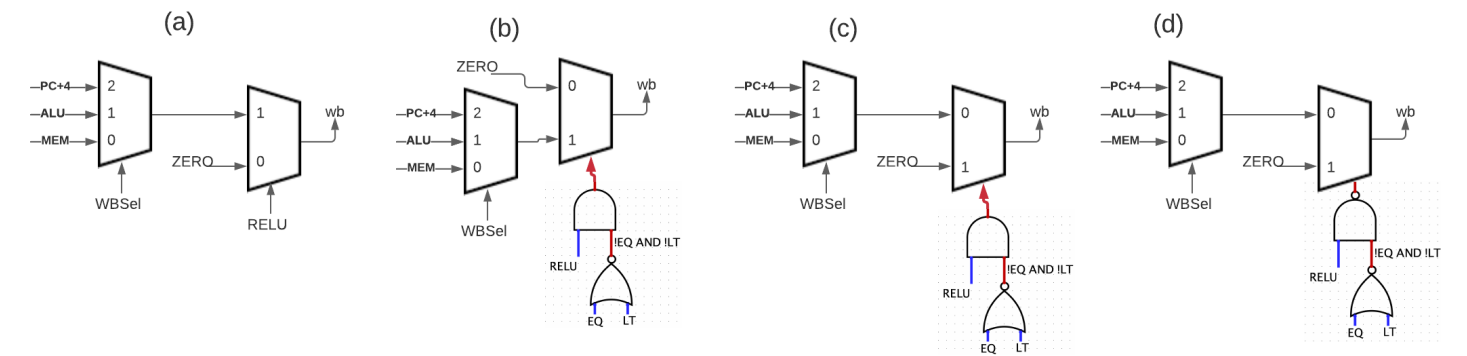 (a)
PC+4
2
ALU
1
MEM
0
WBSel
1
0
ZERO
wb
RELU
(b)
ZERO
0
1
wb
PC+4
2
ALU
1
MEM
0
WBSel
RELU
!EQ AND !LT
EQ
LT
(c)
PC+4
2
ALU
1
MEM
0
WBSel
0
1
ZERO
wb
RELU
!EQ AND !LT
EQ
LT
(d)
PC+4
2
ALU
1
MEM
0
WBSel
0
1
ZERO
wb
RELU
!EQ AND !LT
EQ
LT